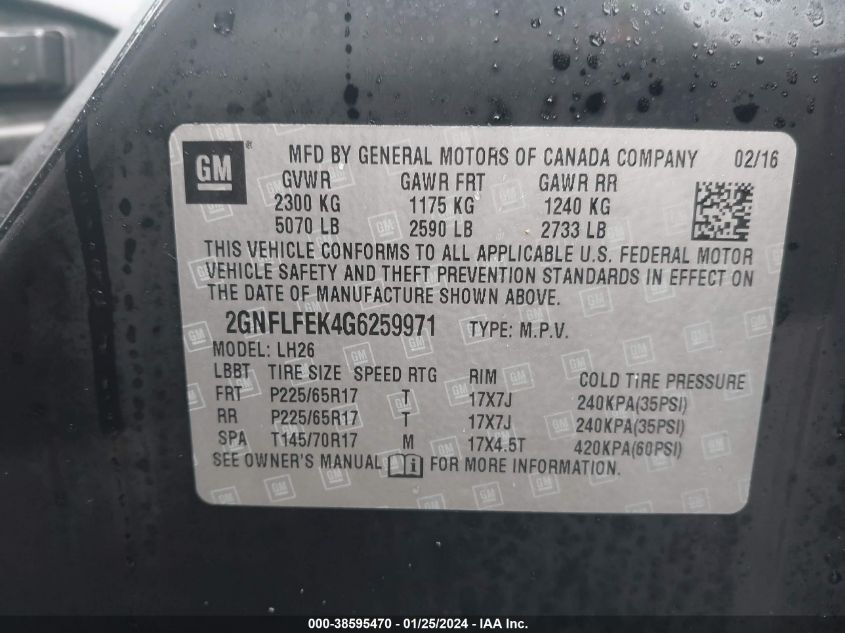 GM ® MFD BY GENERAL MOTORS OF CANADA COMPANY 02/16
GVWR GAWR FRT GAWR RR
2300 KG 1175 KG 1240 KG
5070 LB 2590 LB 2733 LB
THIS VEHICLE CONFORMS TO ALL APPLICABLE U.S. FEDERAL MOTOR
VEHICLE SAFETY AND THEFT PREVENTION STANDARDS IN EFFECT ON
THE DATE OF MANUFACTURE SHOWN ABOVE.
2GNFLFEK4G6259971 TYPE: M.P.V.
MODEL: LH26
LBBT TIRE SIZE SPEED RTG RIM COLD TIRE PRESSURE
FRT P225/65R17 T 17X7J 240KPA(35PSI)
RR P225/65R17 T 17X7J 240KPA(35PSI)
SPA T145/70R17 M 17X4.5T 420KPA(60PSI)
SEE OWNER'S MANUAL i FOR MORE INFORMATION.
000-38595470 - 01/25/2024 - IAA Inc.